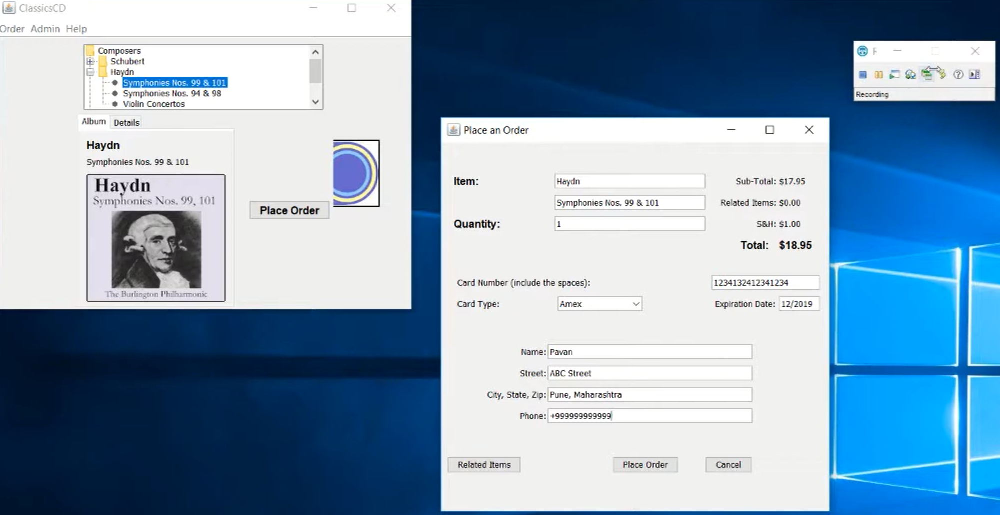 ClassicsCD
Order Admin Help
Composers
Schubert
Haydn
Symphonies Nos. 99 & 101
Symphonies Nos. 94 & 98
Violin Concertos
Album Details
Haydn
Symphonies Nos. 99 & 101
Haydn
Symphonies Nos. 99, 101
The Burlington Philharmonic
Place Order
F
Recording
Place an Order
Item: Haydn Sub-Total: $17.95
Symphonies Nos. 99 & 101 Related Items: $0.00
Quantity: 1 S&H: $1.00
Total: $18.95
Card Number (include the spaces): 1234132412341234
Card Type: Amex Expiration Date: 12/2019
Name: Pavan
Street: ABC Street
City, State, Zip: Pune, Maharashtra
Phone: +999999999999
Related Items Place Order Cancel